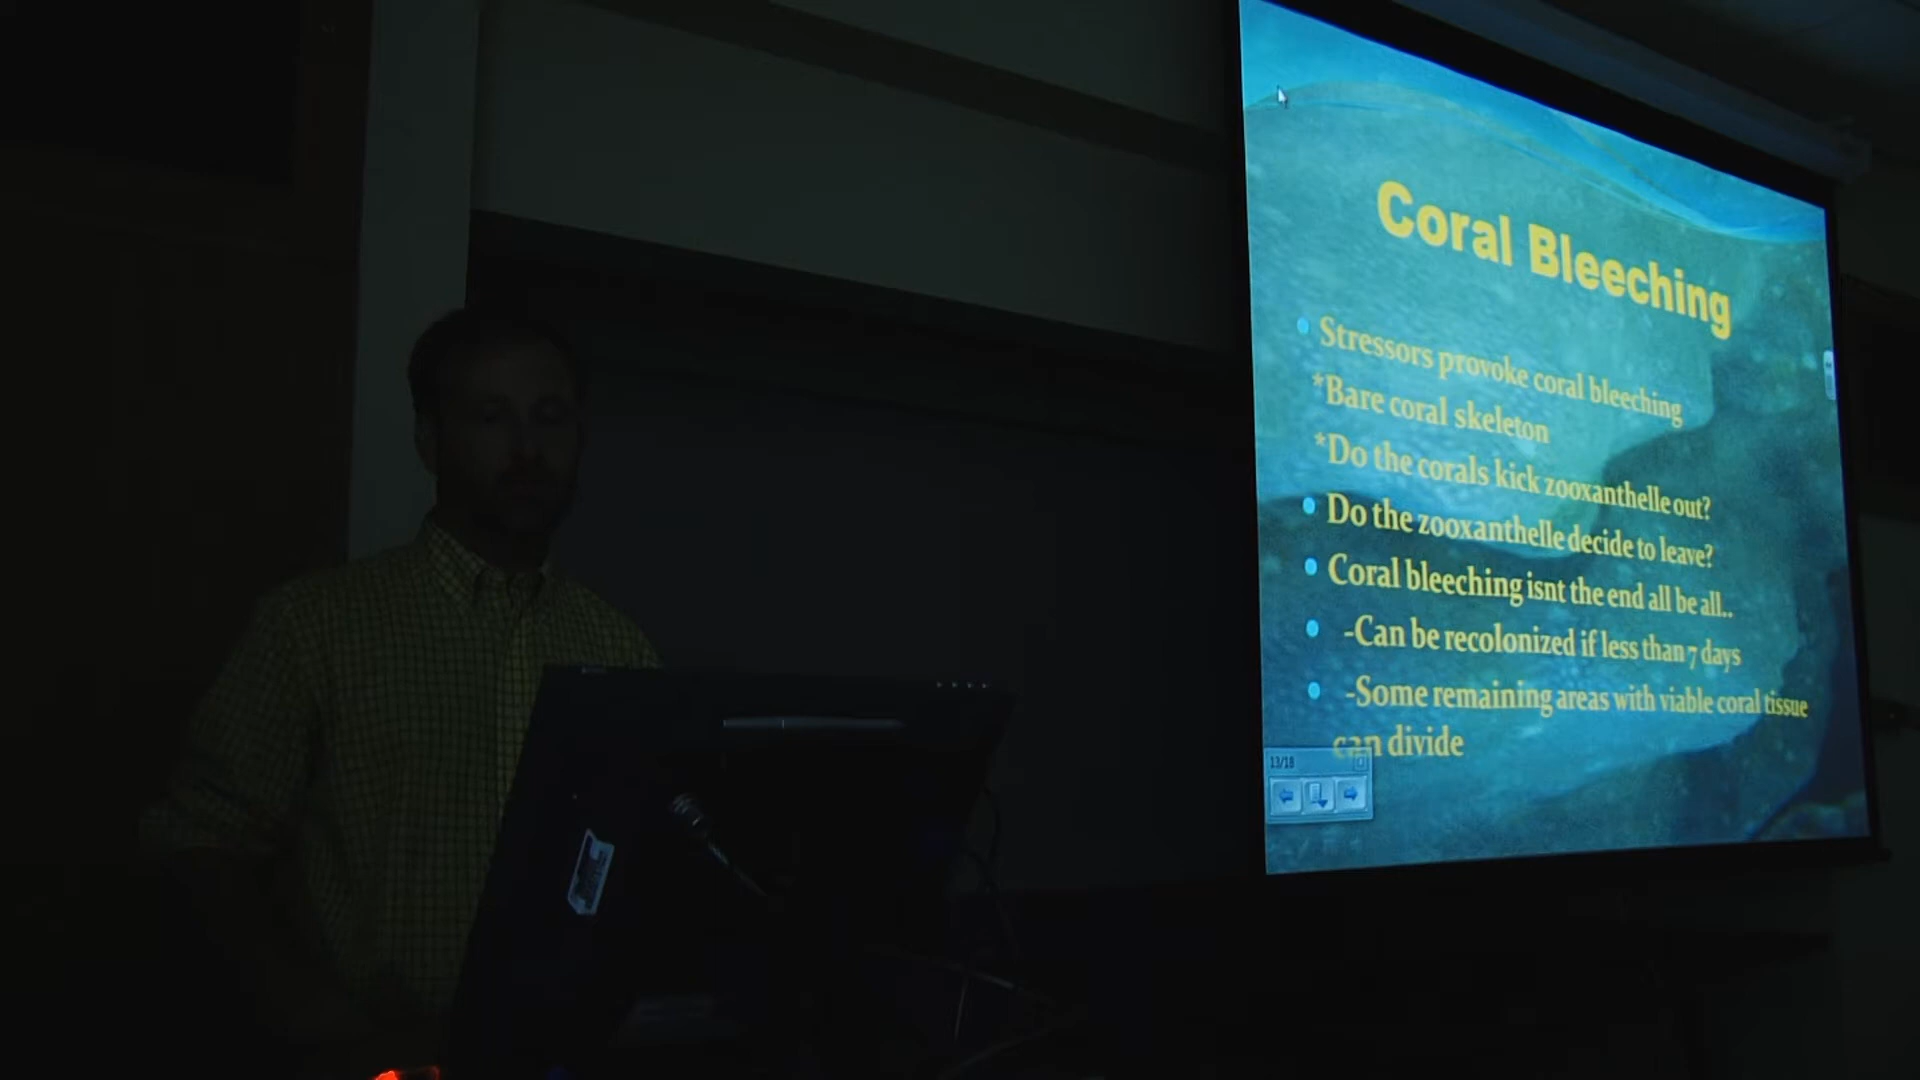 Coral Bleeching
Stressors provoke coral bleeching
*Bare coral skeleton
*Do the corals kick zooxanthelle out?
Do the zooxanthelle decide to leave?
Coral bleeching isnt the end all be all..
-Can be recolonized if less than 7 days
-Some remaining areas with viable coral tissue
can divide
13/18